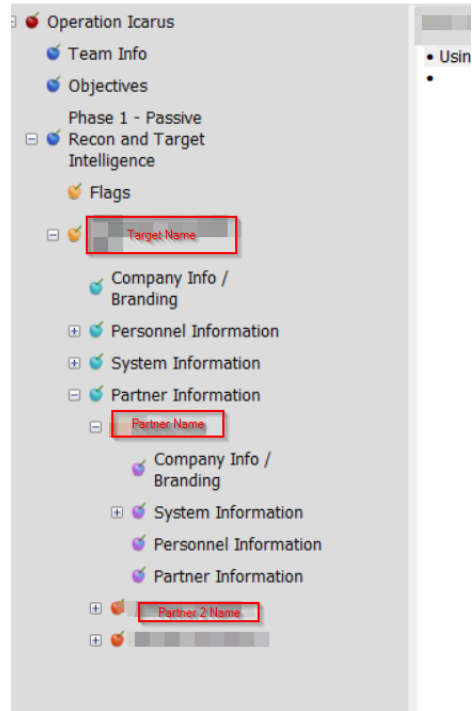 Operation Icarus
• Usin
Team Info
•
Objectives
Phase 1 - Passive
Recon and Target
Intelligence
Flags
Target Name
Company Info /
Branding
Personnel Information
System Information
Partner Information
Partner Name
Company Info /
Branding
System Information
Personnel Information
Partner Information
Partner 2 Name